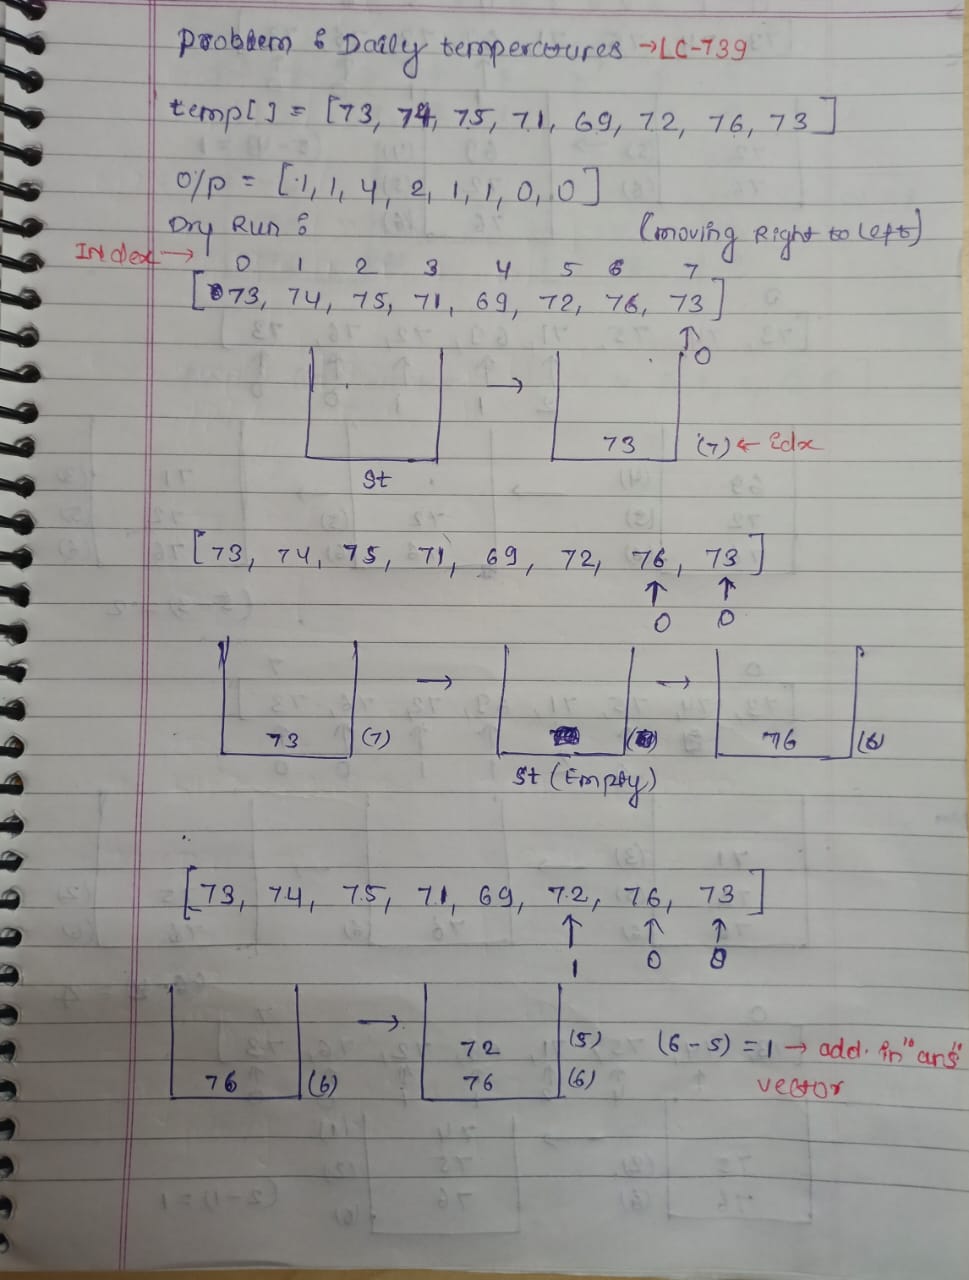 Problem : Daily temperatures →LC-739
temp[] = [73, 74, 75, 71, 69, 72, 76, 73]
O/p = [1, 1, 4, 2, 1, 1, 0, 0]
Dry Run : (moving Right to left)
Index → 0 1 2 3 4 5 6 7
[73, 74, 75, 71, 69, 72, 76, 73]
↑
0
→
73 (7) ← idx
St
[73, 74, 75, 71, 69, 72, 76, 73]
↑ ↑
0 0
→ →
73 (7) 76 (6)
St (Empty)
[73, 74, 75, 71, 69, 72, 76, 73]
↑ ↑ ↑
1 0 0
→
72 (5) (6-5) = 1 → add. in "ans"
76 (6) 76 (6) vector